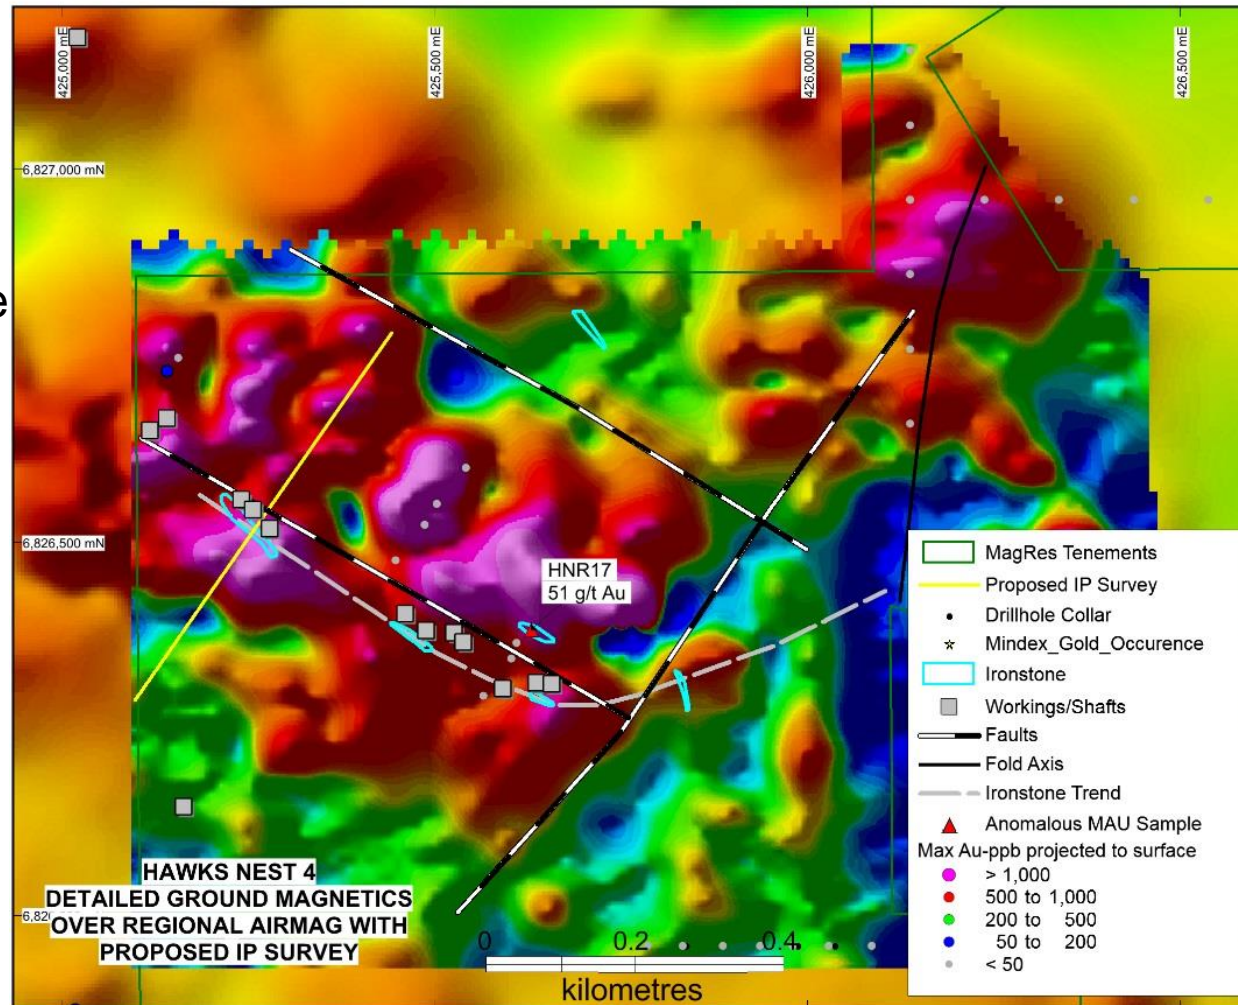 425,000 mE
425,500 mE
426,000 mE
426,500 mE
6,827,000 mN
e
6,826,500 mN
HNR17
51 g/t Au
MagRes Tenements
Proposed IP Survey
Drillhole Collar
Mindex_Gold_Occurence
Ironstone
Workings/Shafts
Faults
Fold Axis
Ironstone Trend
Anomalous MAU Sample
Max Au-ppb projected to surface
> 1,000
500 to 1,000
200 to 500
50 to 200
< 50
HAWKS NEST 4
DETAILED GROUND MAGNETICS
OVER REGIONAL AIRMAG WITH
PROPOSED IP SURVEY
0 0.2 0.4
kilometres